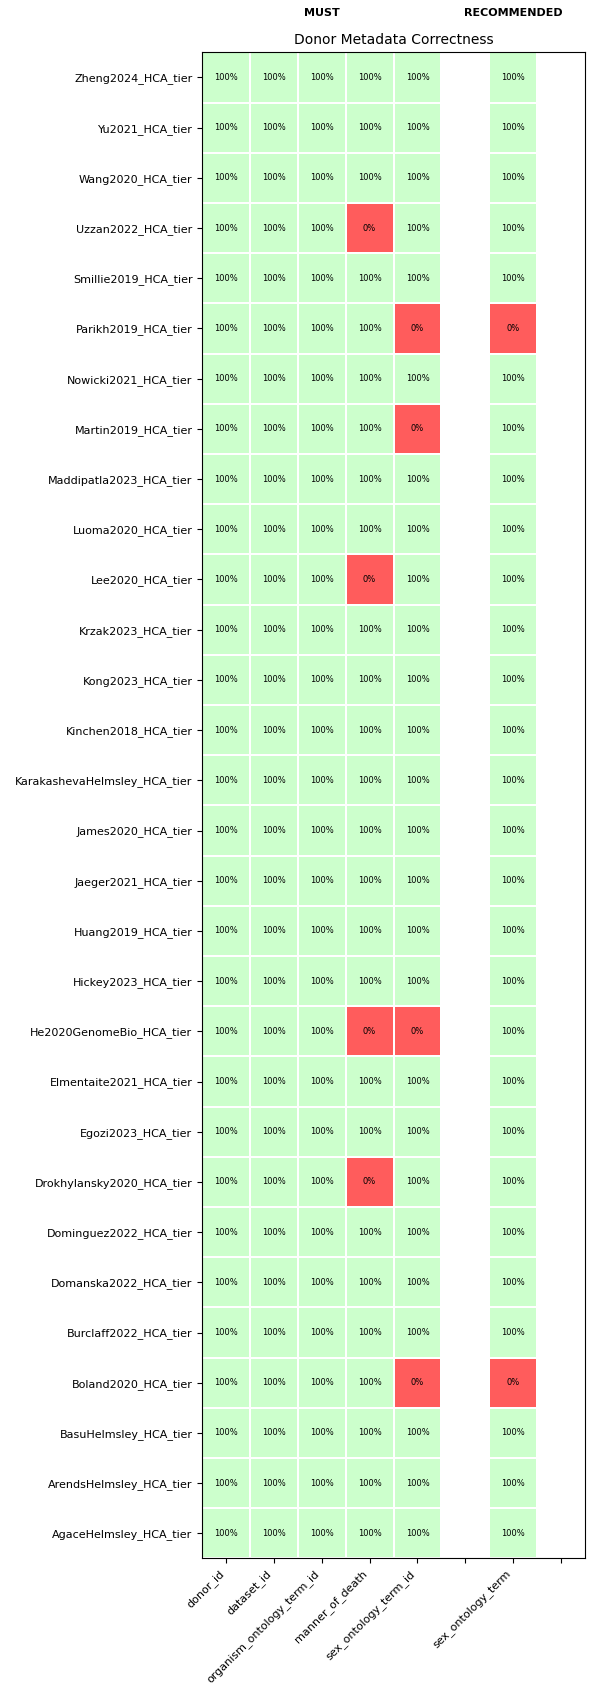 MUST RECOMMENDED
Donor Metadata Correctness
Zheng2024_HCA_tier 100% 100% 100% 100% 100% 100%
Yu2021_HCA_tier 100% 100% 100% 100% 100% 100%
Wang2020_HCA_tier 100% 100% 100% 100% 100% 100%
Uzzan2022_HCA_tier 100% 100% 100% 0% 100% 100%
Smillie2019_HCA_tier 100% 100% 100% 100% 100% 100%
Parikh2019_HCA_tier 100% 100% 100% 100% 0% 0%
Nowicki2021_HCA_tier 100% 100% 100% 100% 100% 100%
Martin2019_HCA_tier 100% 100% 100% 100% 0% 100%
Maddipatla2023_HCA_tier 100% 100% 100% 100% 100% 100%
Luoma2020_HCA_tier 100% 100% 100% 100% 100% 100%
Lee2020_HCA_tier 100% 100% 100% 0% 100% 100%
Krzak2023_HCA_tier 100% 100% 100% 100% 100% 100%
Kong2023_HCA_tier 100% 100% 100% 100% 100% 100%
Kinchen2018_HCA_tier 100% 100% 100% 100% 100% 100%
KarakashevaHelmsley_HCA_tier 100% 100% 100% 100% 100% 100%
James2020_HCA_tier 100% 100% 100% 100% 100% 100%
Jaeger2021_HCA_tier 100% 100% 100% 100% 100% 100%
Huang2019_HCA_tier 100% 100% 100% 100% 100% 100%
Hickey2023_HCA_tier 100% 100% 100% 100% 100% 100%
He2020GenomeBio_HCA_tier 100% 100% 100% 0% 0% 100%
Elmentaite2021_HCA_tier 100% 100% 100% 100% 100% 100%
Egozi2023_HCA_tier 100% 100% 100% 100% 100% 100%
Drokhylansky2020_HCA_tier 100% 100% 100% 0% 100% 100%
Dominguez2022_HCA_tier 100% 100% 100% 100% 100% 100%
Domanska2022_HCA_tier 100% 100% 100% 100% 100% 100%
Burclaff2022_HCA_tier 100% 100% 100% 100% 100% 100%
Boland2020_HCA_tier 100% 100% 100% 100% 0% 0%
BasuHelmsley_HCA_tier 100% 100% 100% 100% 100% 100%
ArendsHelmsley_HCA_tier 100% 100% 100% 100% 100% 100%
AgaceHelmsley_HCA_tier 100% 100% 100% 100% 100% 100%
donor_id
dataset_id
organism_ontology_term_id
manner_of_death
sex_ontology_term_id
sex_ontology_term